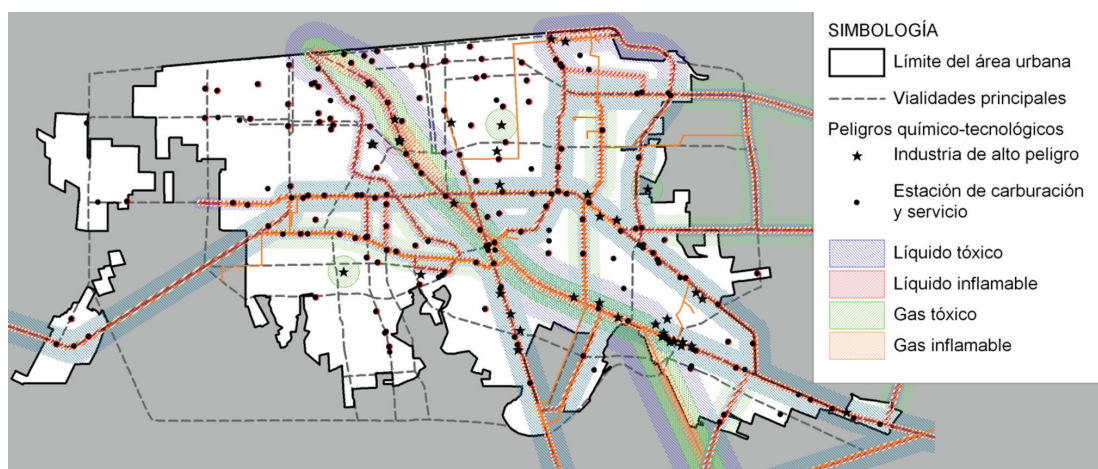 SIMBOLOGÍA
Límite del área urbana
Vialidades principales
Peligros químico-tecnológicos
Industria de alto peligro
Estación de carburación
y servicio
Líquido tóxico
Líquido inflamable
Gas tóxico
Gas inflamable